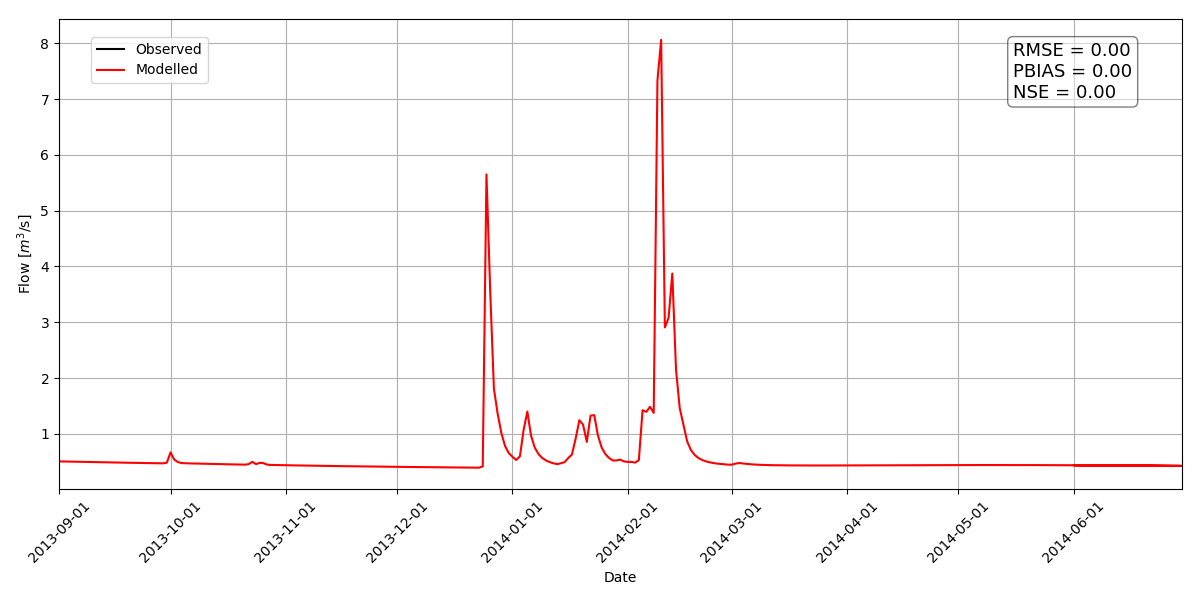 Observed
Modelled
RMSE = 0.00
PBIAS = 0.00
NSE = 0.00
8
7
6
5
4
3
2
1
Flow [m³/s]
2013-09-01
2013-10-01
2013-11-01
2013-12-01
2014-01-01
2014-02-01
2014-03-01
2014-04-01
2014-05-01
2014-06-01
Date